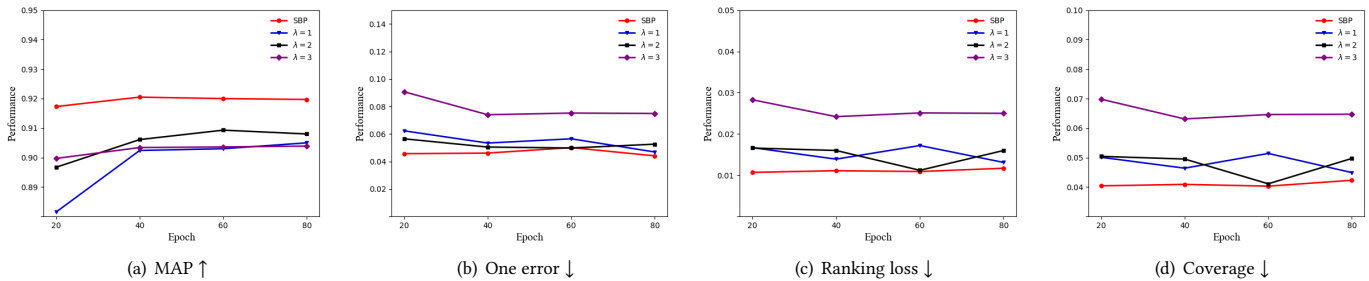 0.95
0.94
0.93
0.92
0.91
0.90
0.89
Performance
20 40 60 80
Epoch
SBP
λ = 1
λ = 2
λ = 3
(a) MAP ↑
0.14
0.12
0.10
0.08
0.06
0.04
0.02
Performance
20 40 60 80
Epoch
SBP
λ = 1
λ = 2
λ = 3
(b) One error ↓
0.05
0.04
0.03
0.02
0.01
Performance
20 40 60 80
Epoch
SBP
λ = 1
λ = 2
λ = 3
(c) Ranking loss ↓
0.10
0.09
0.08
0.07
0.06
0.05
0.04
Performance
20 40 60 80
Epoch
SBP
λ = 1
λ = 2
λ = 3
(d) Coverage ↓